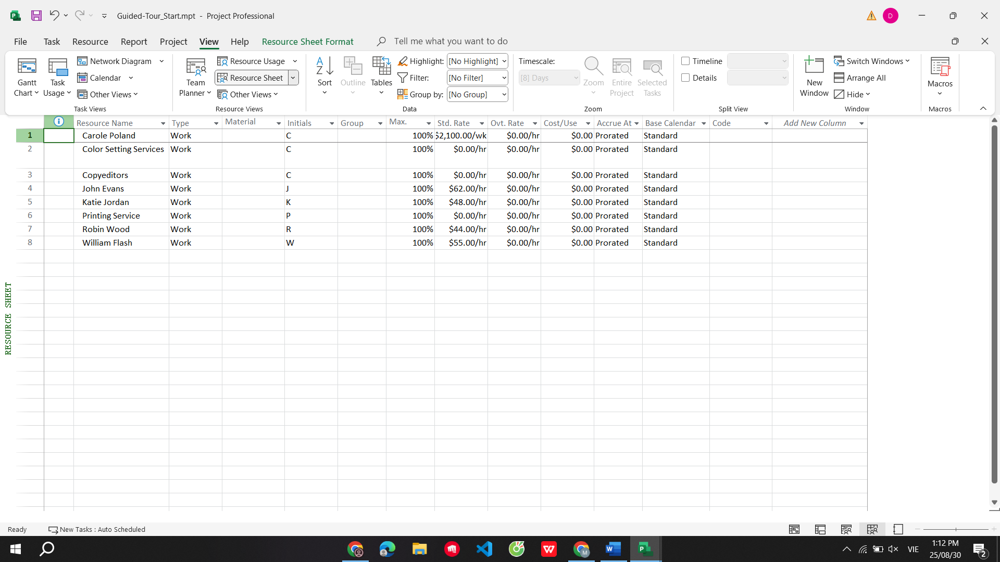 Guided-Tour_Start.mpt - Project Professional
D
File Task Resource Report Project View Help Resource Sheet Format Tell me what you want to do
Gantt Chart
Task Usage
Network Diagram
Calendar
Other Views
Task Views
Team Planner
Resource Usage
Resource Sheet
Other Views
Resource Views
Sort
Outline
Tables
Highlight: [No Highlight]
Filter: [No Filter]
Group by: [No Group]
Data
Timescale:
[8] Days
Zoom
Entire Project
Selected Tasks
Zoom
Timeline
Details
Split View
New Window
Switch Windows
Arrange All
Hide
Window
Macros
Macros
Resource Name Type Material Initials Group Max. Std. Rate Ovt. Rate Cost/Use Accrue At Base Calendar Code Add New Column
1 Carole Poland Work C 100% $2,100.00/wk $0.00/hr $0.00 Prorated Standard
2 Color Setting Services Work C 100% $0.00/hr $0.00/hr $0.00 Prorated Standard
3 Copyeditors Work C 100% $0.00/hr $0.00/hr $0.00 Prorated Standard
4 John Evans Work J 100% $62.00/hr $0.00/hr $0.00 Prorated Standard
5 Katie Jordan Work K 100% $48.00/hr $0.00/hr $0.00 Prorated Standard
6 Printing Service Work P 100% $0.00/hr $0.00/hr $0.00 Prorated Standard
7 Robin Wood Work R 100% $44.00/hr $0.00/hr $0.00 Prorated Standard
8 William Flash Work W 100% $55.00/hr $0.00/hr $0.00 Prorated Standard
RESOURCE SHEET
Ready New Tasks : Auto Scheduled
VIE
1:12 PM
25/08/30
2